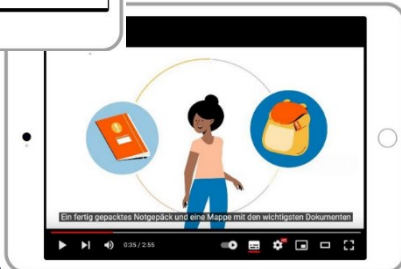 Ein fertig gepacktes Notgepäck und eine Mappe mit den wichtigsten Dokumenten
0:35 / 2:55